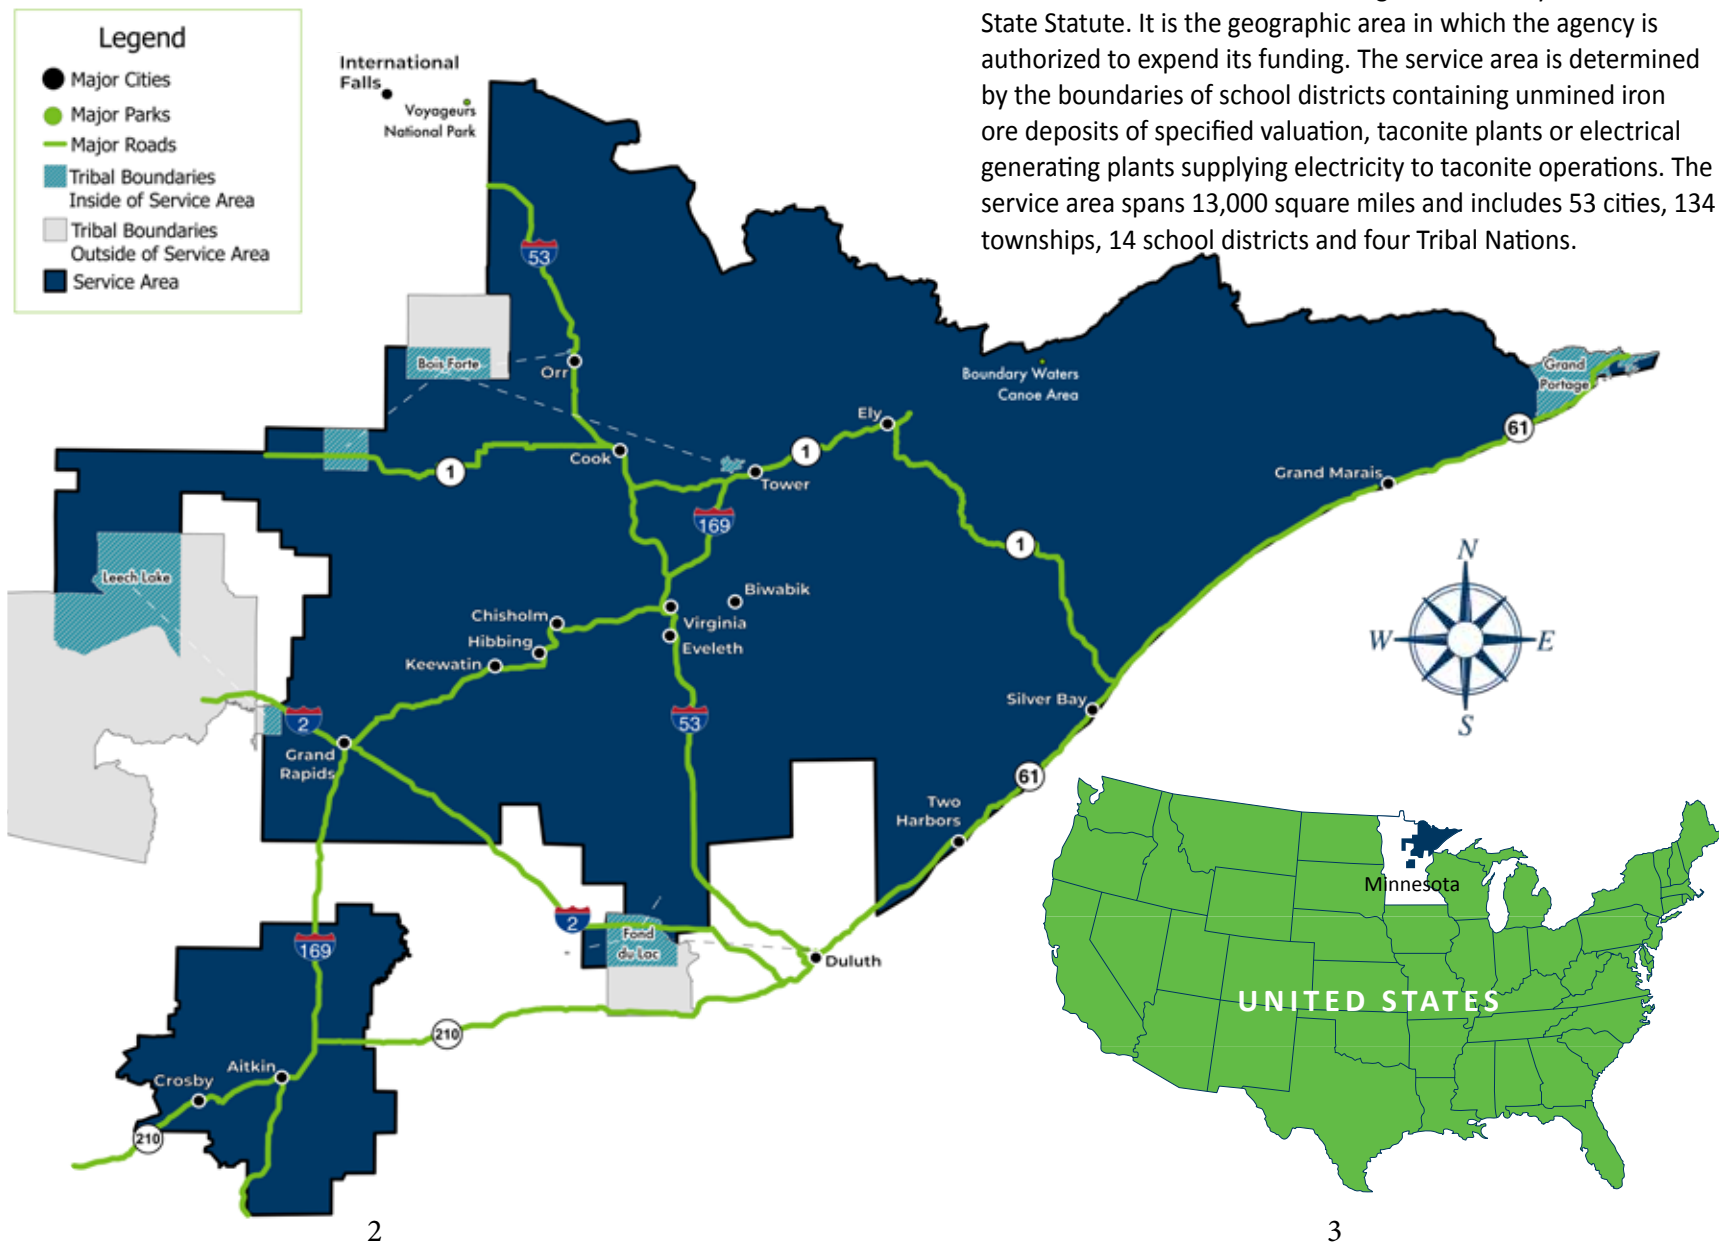 Legend
Major Cities
Major Parks
Major Roads
Tribal Boundaries
Inside of Service Area
Tribal Boundaries
Outside of Service Area
Service Area
State Statute. It is the geographic area in which the agency is
authorized to expend its funding. The service area is determined
by the boundaries of school districts containing unmined iron
ore deposits of specified valuation, taconite plants or electrical
generating plants supplying electricity to taconite operations. The
service area spans 13,000 square miles and includes 53 cities, 134
townships, 14 school districts and four Tribal Nations.
International
Falls
Voyageurs
National Park
53
Bois Forte
Orr
Boundary Waters
Canoe Area
Grand
Portage
Ely
61
1
Cook
1
Tower
Grand Marais
169
1
Leech Lake
Biwabik
Chisholm
Virginia
Hibbing
Eveleth
Keewatin
N
W
E
S
Silver Bay
2
53
Grand
Rapids
61
Two
Harbors
2
Fond
du Lac
169
Duluth
210
Aitkin
Crosby
210
Minnesota
UNITED STATES
2
3